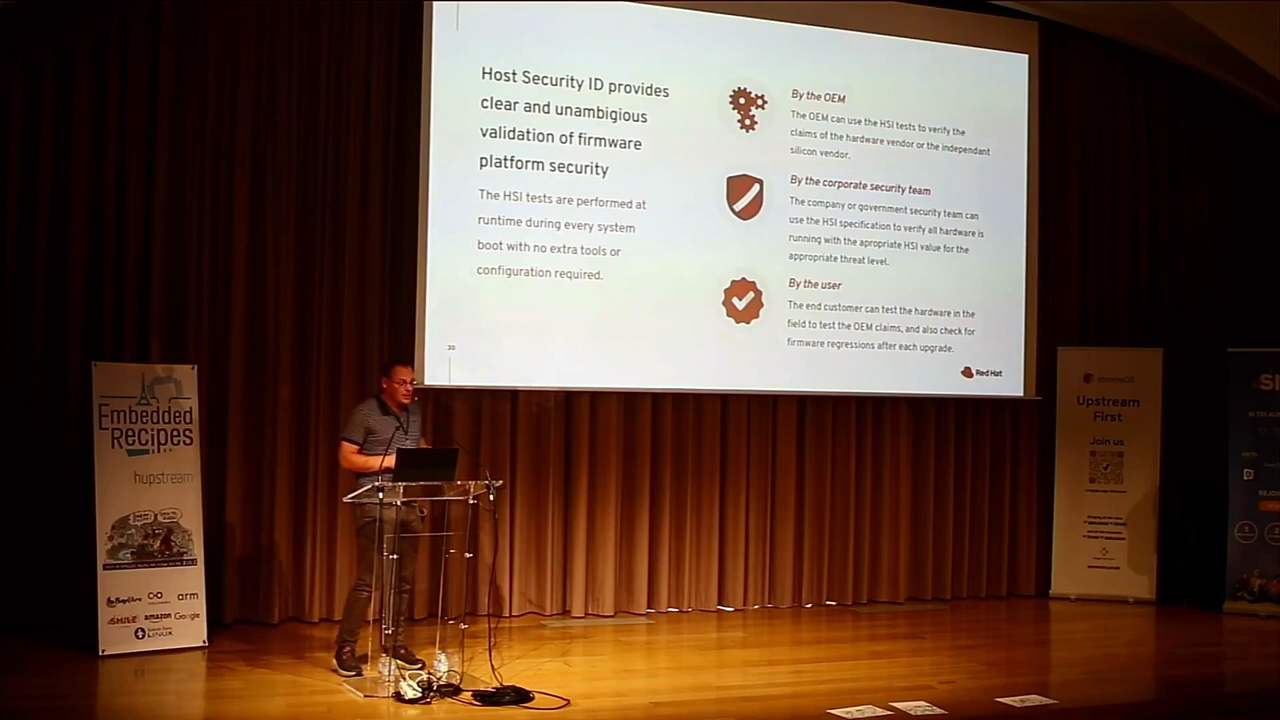 Host Security ID provides
clear and unambigious
validation of firmware
platform security
The HSI tests are performed at
runtime during every system
boot with no extra tools or
configuration required.
By the OEM
The OEM can use the HSI tests to verify the
claims of the hardware vendor or the independant
silicon vendor.
By the corporate security team
The company or government security team can
use the HSI specification to verify all hardware is
running with the apropriate HSI value for the
appropriate threat level.
By the user
The end customer can test the hardware in the
field to test the OEM claims, and also check for
firmware regressions after each upgrade.
30
Red Hat
Embedded
Recipes
hupstream
BayLibre
arm
amazon Google
LINUX
chromeOS
Upstream
First
Join us